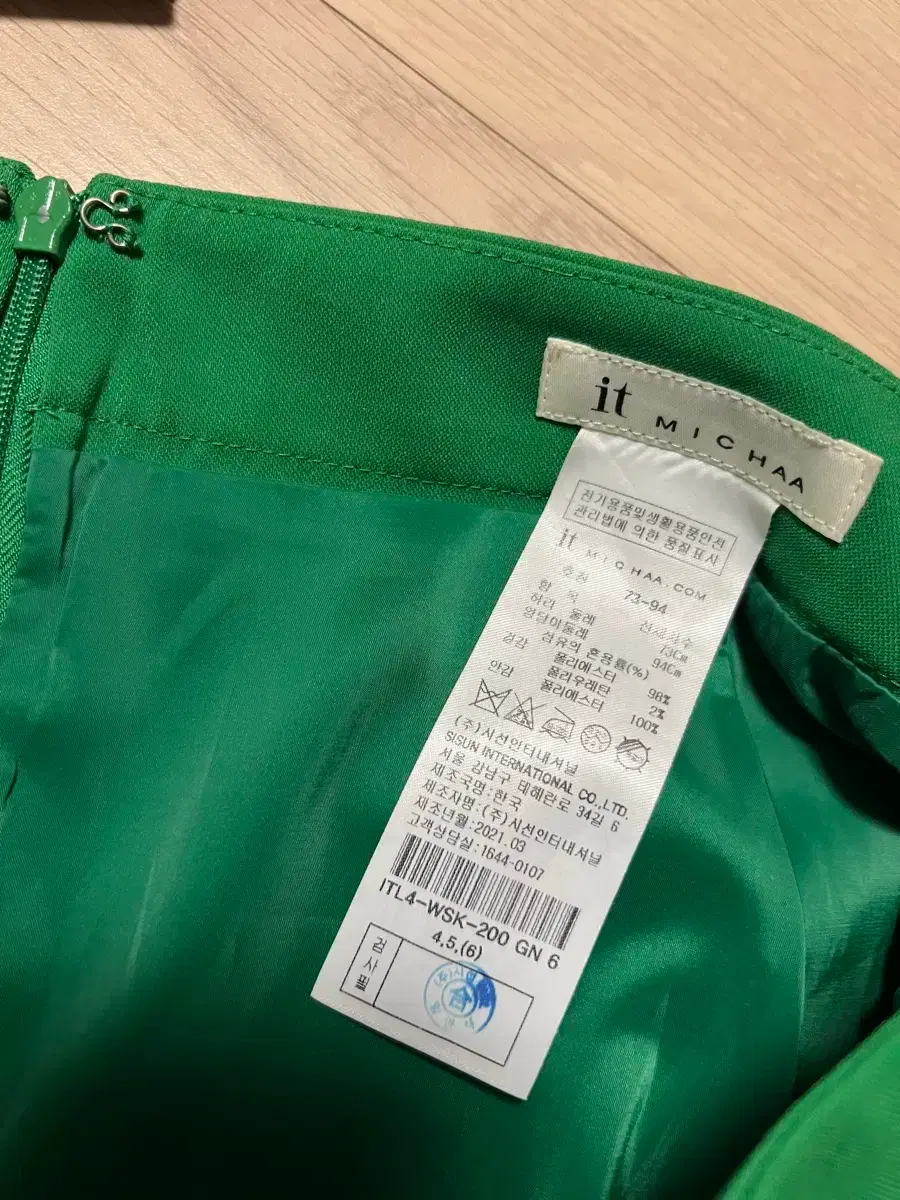 it MICHAA
전기용품및생활용품안전
관리법에 의한 품질표시
it MICHAA.COM
호칭 73-94
항 목 신체치수
허리 둘레 73Cm
엉덩이둘레 94Cm
섬유의 혼용률(%)
겉감 폴리에스터 98%
폴리우레탄 2%
안감 폴리에스터 100%
(주)시선인터내셔널
SISUN INTERNATIONAL CO.,LTD.
서울 강남구 테헤란로 34길 6
제조국명:한국
제조자명:(주)시선인터내셔널
제조년월:2021.03
고객상담실:1644-0107
ITL4-WSK-200 GN 6
4,5,(6)
검사필